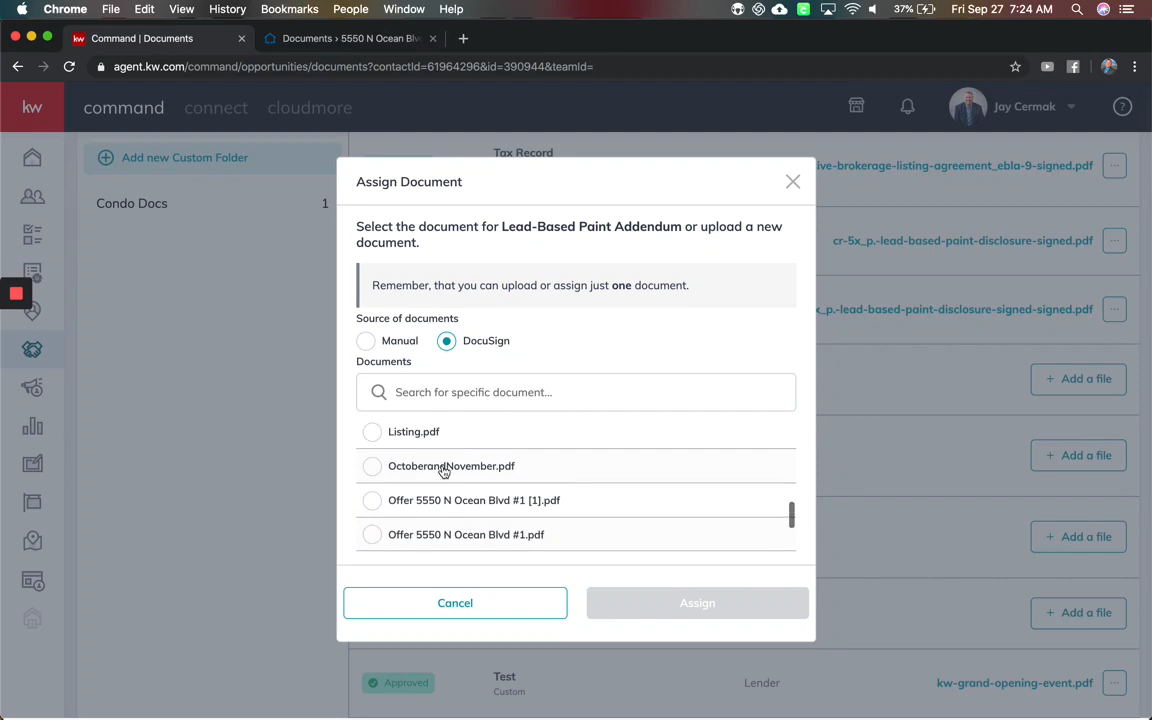 Chrome File Edit View History Bookmarks People Window Help 37% Fri Sep 27 7:24 AM
kw Command | Documents Documents › 5550 N Ocean Blv
agent.kw.com/command/opportunities/documents?contactId=61964296&id=390944&teamId=
kw command connect cloudmore Jay Cermak
Add new Custom Folder
Condo Docs 1
Tax Record
ive-brokerage-listing-agreement_ebla-9-signed.pdf
cr-5x_p.-lead-based-paint-disclosure-signed.pdf
x_p.-lead-based-paint-disclosure-signed-signed.pdf
+ Add a file
+ Add a file
+ Add a file
+ Add a file
Assign Document
Select the document for Lead-Based Paint Addendum or upload a new
document.
Remember, that you can upload or assign just one document.
Source of documents
Manual DocuSign
Documents
Search for specific document...
Listing.pdf
OctoberandNovember.pdf
Offer 5550 N Ocean Blvd #1 [1].pdf
Offer 5550 N Ocean Blvd #1.pdf
Cancel Assign
Approved Test Lender kw-grand-opening-event.pdf
Custom